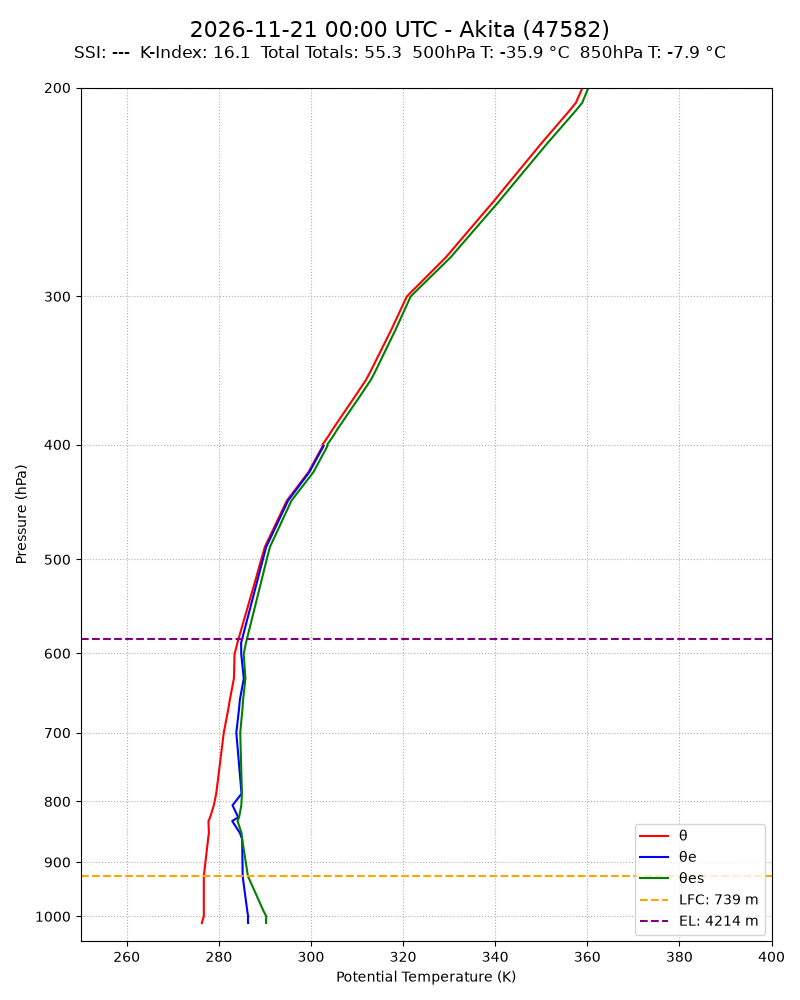 2026-11-21 00:00 UTC - Akita (47582)
SSI: ---  K-Index: 16.1  Total Totals: 55.3  500hPa T: -35.9 °C  850hPa T: -7.9 °C
200
300
400
500
600
700
800
900
1000
Pressure (hPa)
θ
θe
θes
LFC: 739 m
EL: 4214 m
260 280 300 320 340 360 380 400
Potential Temperature (K)